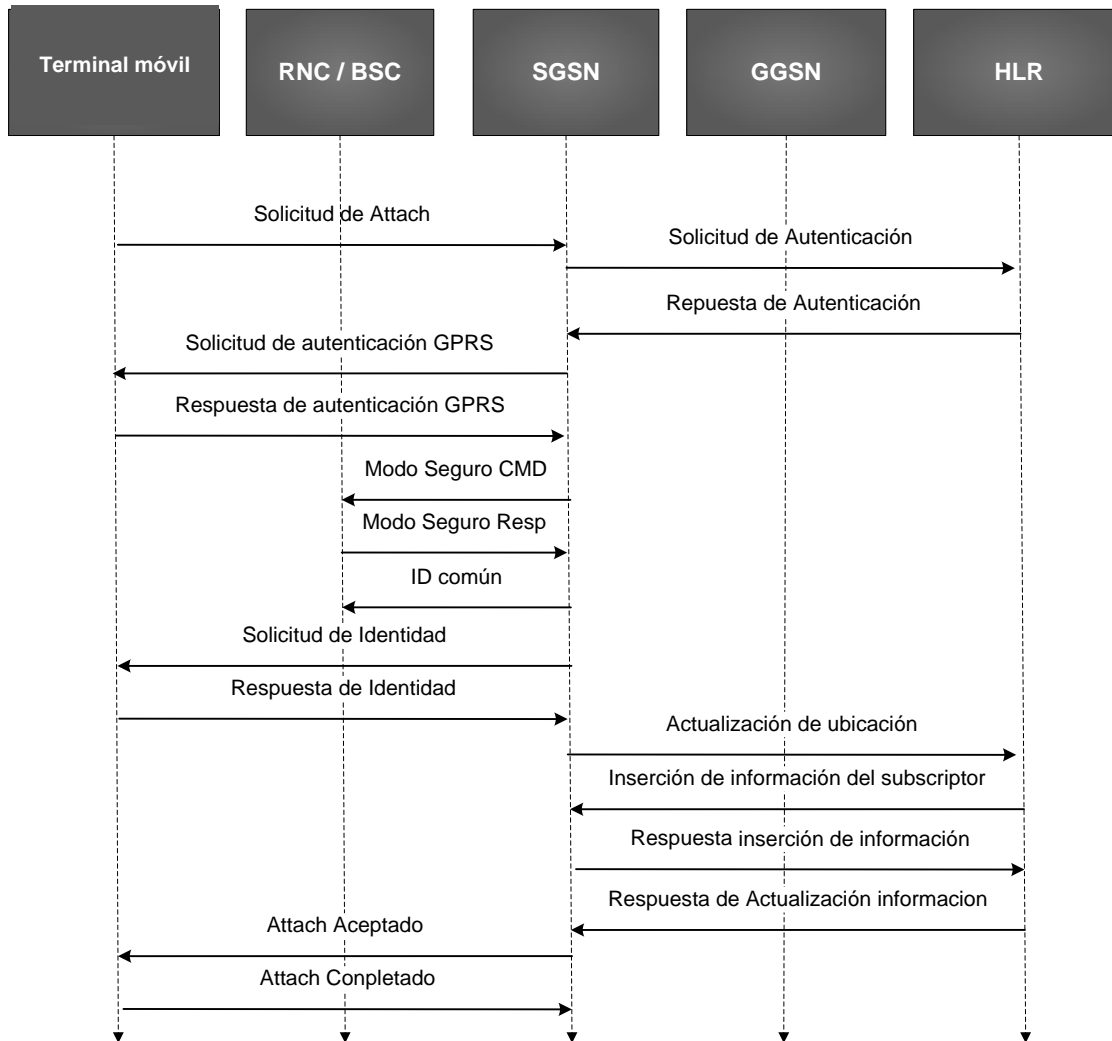 Terminal móvil
RNC / BSC
SGSN
GGSN
HLR
Solicitud de Attach
Solicitud de Autenticación
Repuesta de Autenticación
Solicitud de autenticación GPRS
Respuesta de autenticación GPRS
Modo Seguro CMD
Modo Seguro Resp
ID común
Solicitud de Identidad
Respuesta de Identidad
Actualización de ubicación
Inserción de información del subscriptor
Respuesta inserción de información
Respuesta de Actualización informacion
Attach Aceptado
Attach Conpletado